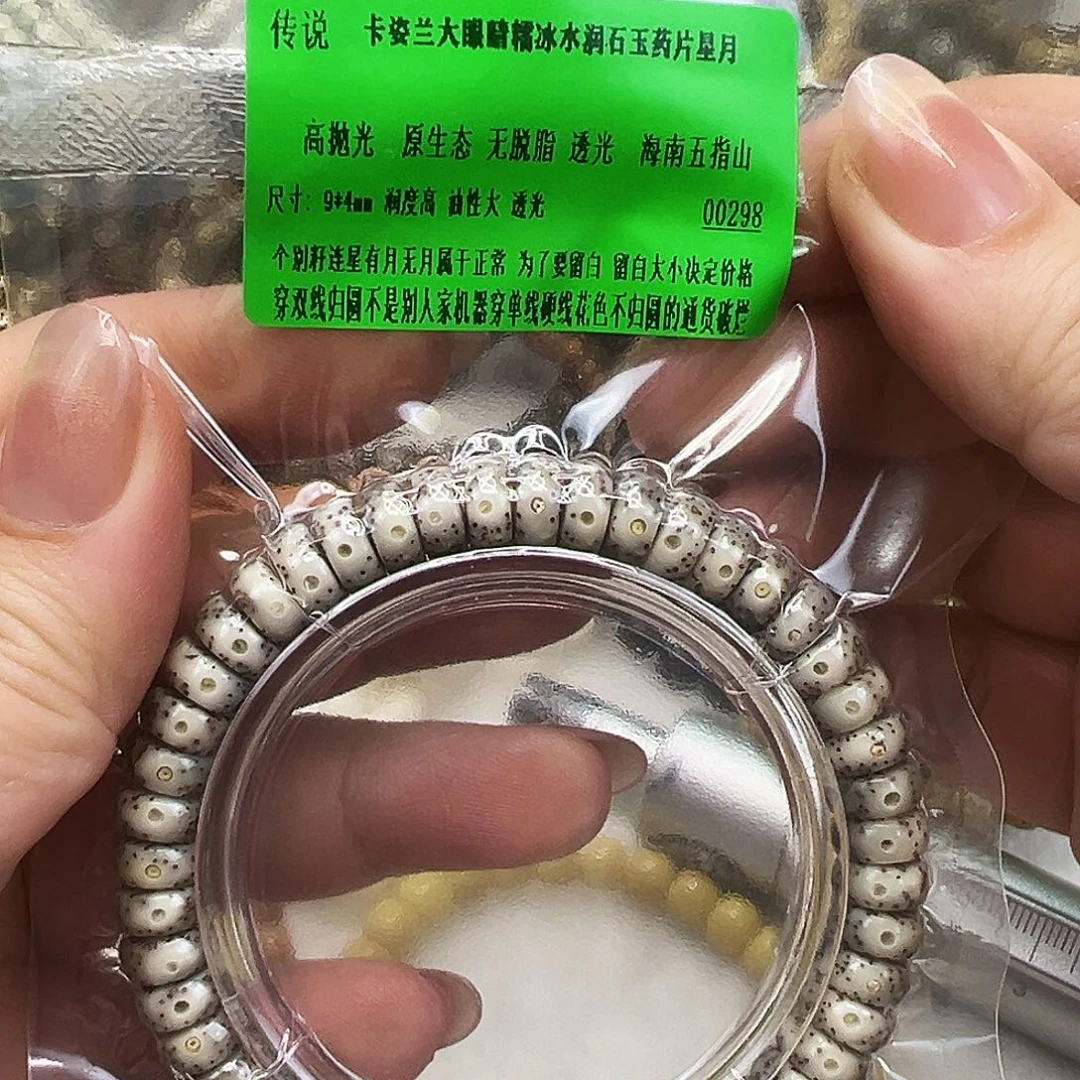 传说 卡姿兰大眼睛糯冰水润石玉药片星月
高抛光 原生态 无脱脂 透光 海南五指山
尺寸: 9*4mm 润度高 油性大 透光 00298
个别籽连星有月无月属于正常 为了要留白 留白大小决定价格
穿双线归圆不是别人家机器穿单线硬线花色不归圆的通货破烂